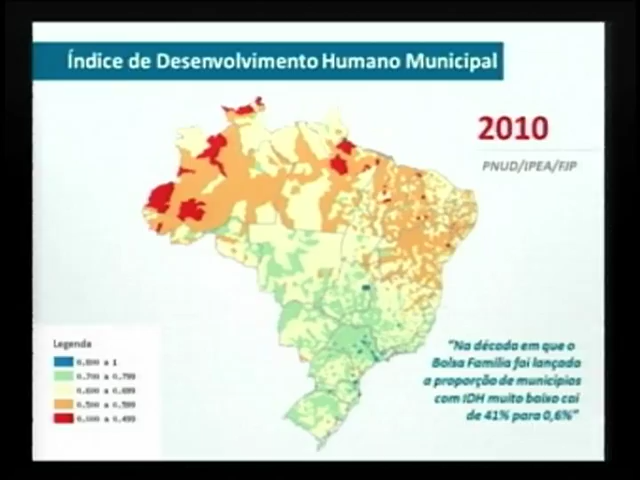 Índice de Desenvolvimento Humano Municipal
2010
PNUD/IPEA/FJP
Legenda
0.800 a 1
0.700 a 0.799
0.600 a 0.699
0.500 a 0.599
0.000 a 0.499
"Na década em que o
Bolsa Família foi lançada
a proporção de municípios
com IDH muito baixo cai
de 41% para 0,6%"